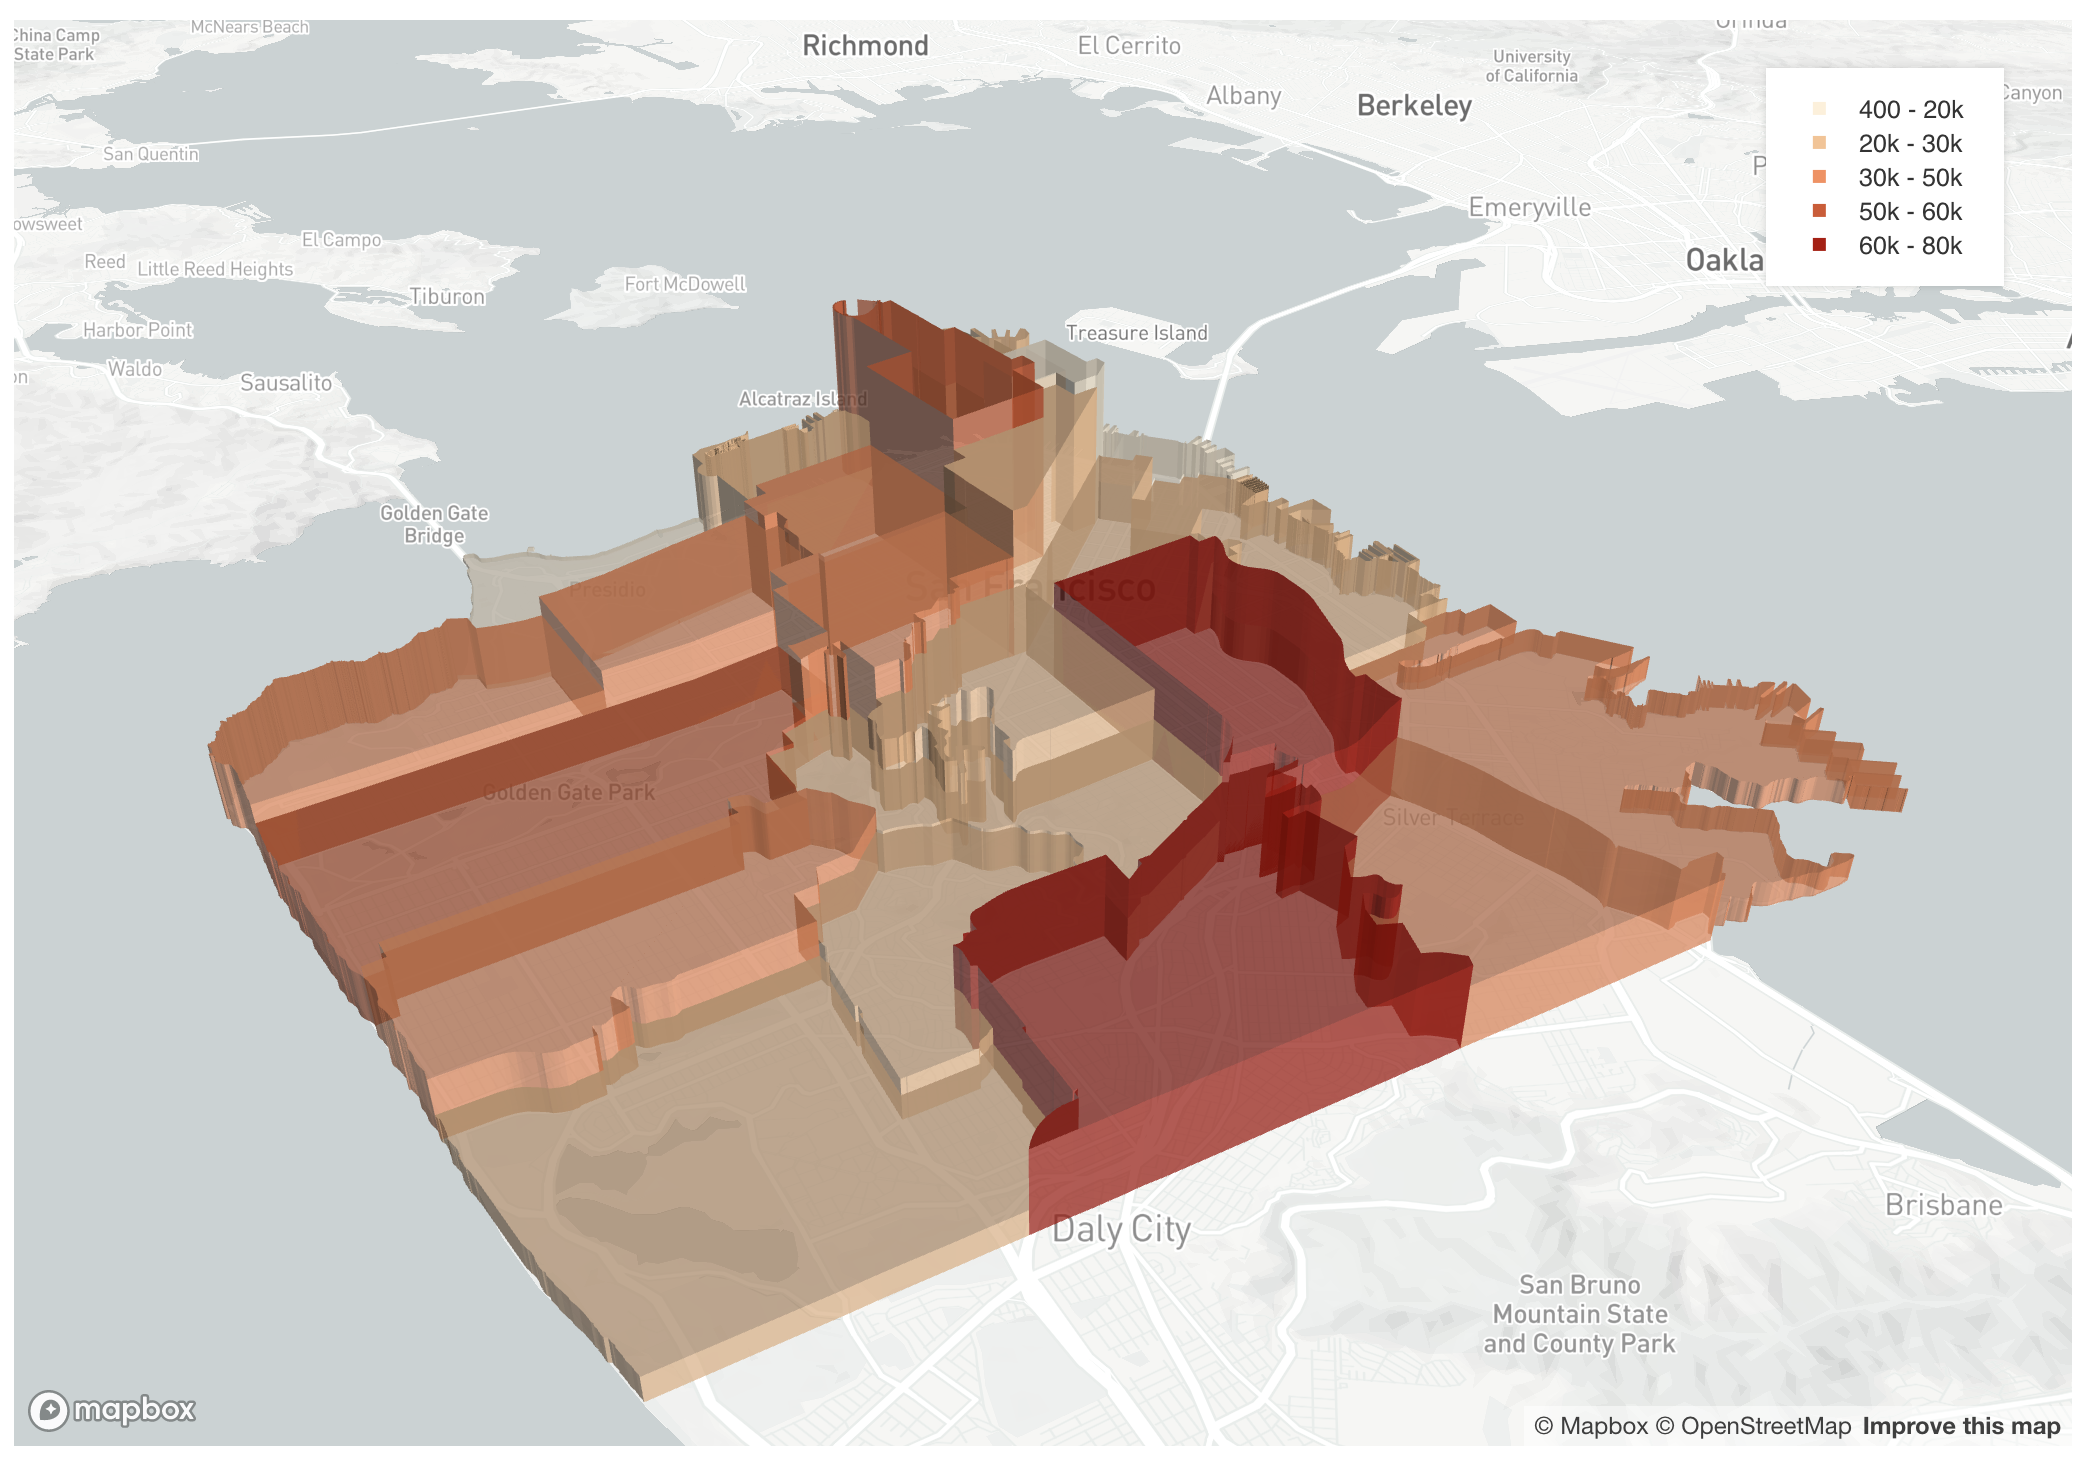 China Camp
State Park
McNears Beach
Richmond
El Cerrito
University
of California
Albany
Berkeley
Canyon
400 - 20k
20k - 30k
30k - 50k
50k - 60k
60k - 80k
San Quentin
Emeryville
El Campo
Reed
Little Reed Heights
Tiburon
Fort McDowell
Oakla
Harbor Point
Treasure Island
Waldo
Sausalito
Alcatraz Island
Golden Gate
Bridge
Presidio
San Francisco
Golden Gate Park
Silver Terrace
Daly City
Brisbane
San Bruno
Mountain State
and County Park
mapbox
© Mapbox © OpenStreetMap Improve this map